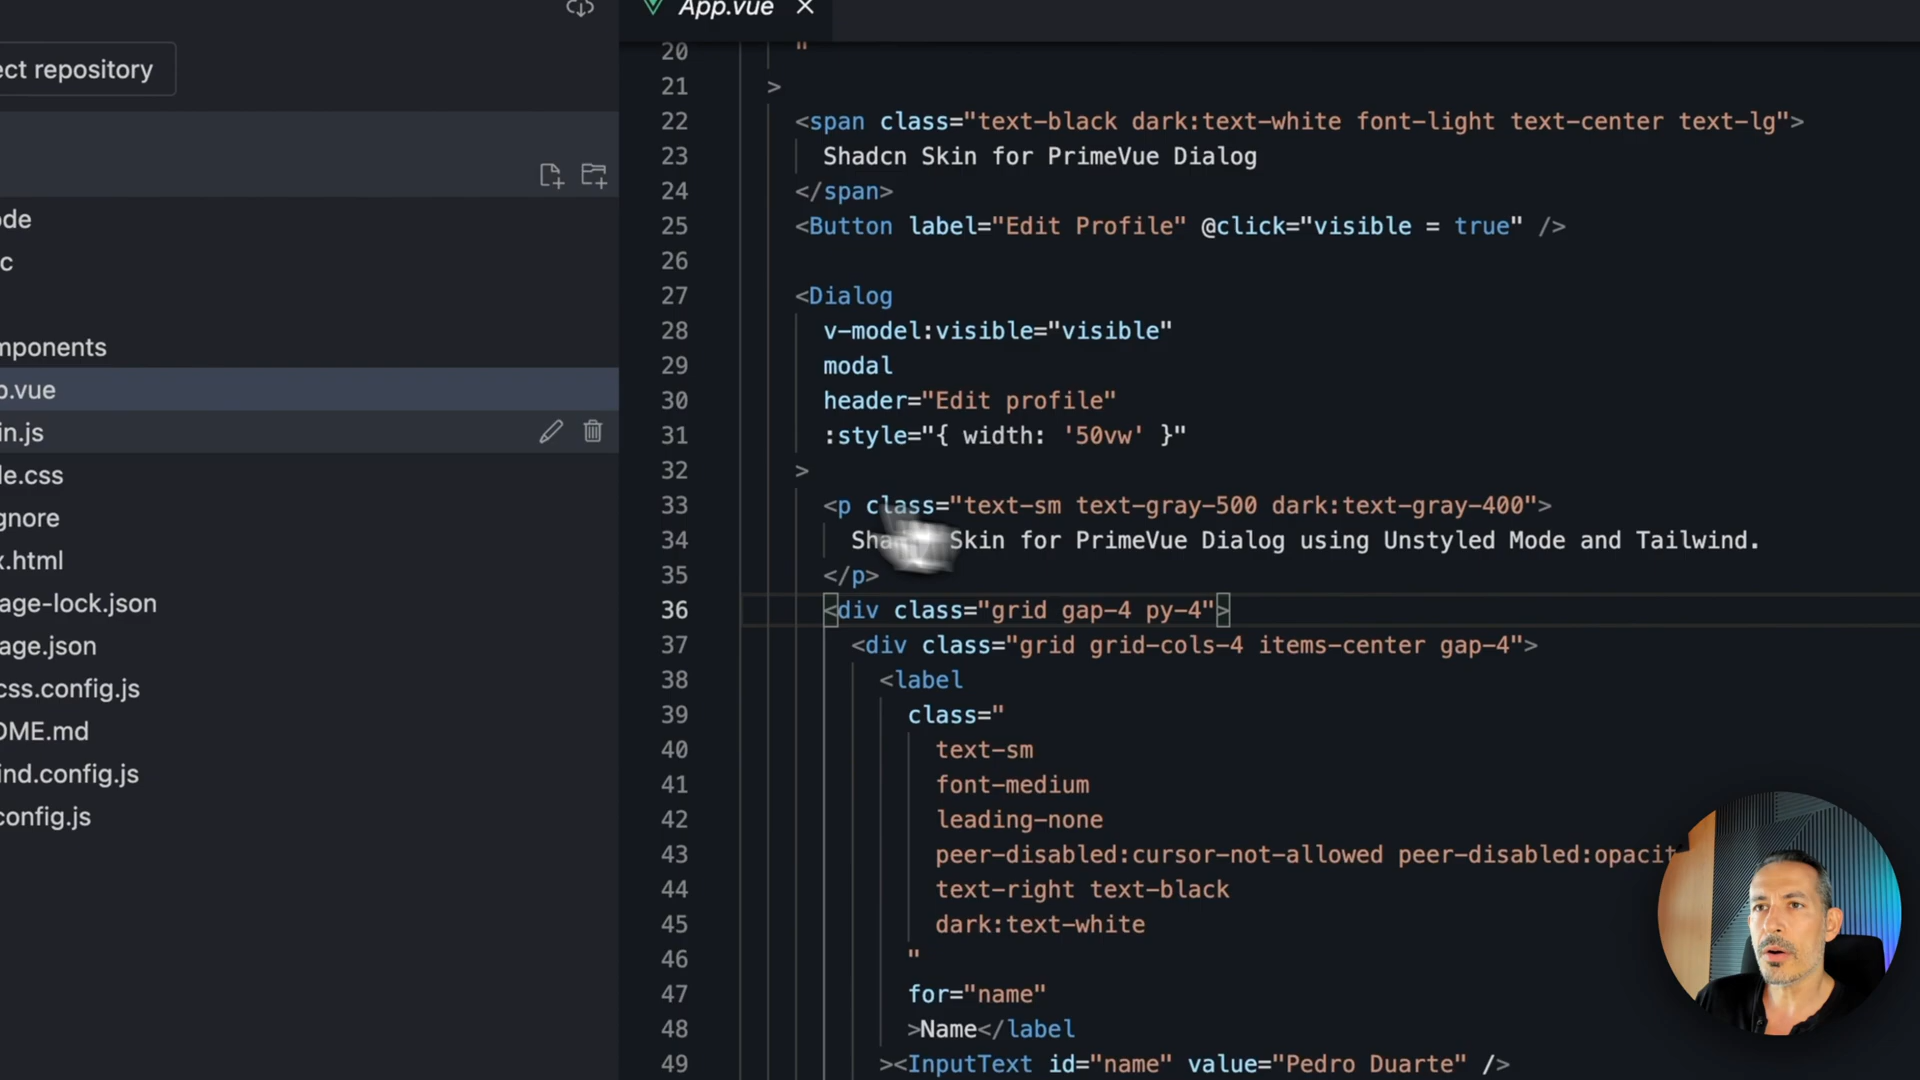 App.vue
ect repository
ode
c
mponents
p.vue
in.js
le.css
gnore
x.html
age-lock.json
age.json
css.config.js
OME.md
ind.config.js
config.js
20 "
21 >
22 <span class="text-black dark:text-white font-light text-center text-lg">
23 Shadcn Skin for PrimeVue Dialog
24 </span>
25 <Button label="Edit Profile" @click="visible = true" />
26
27 <Dialog
28 v-model:visible="visible"
29 modal
30 header="Edit profile"
31 :style="{ width: '50vw' }"
32 >
33 <p class="text-sm text-gray-500 dark:text-gray-400">
34 Skin for PrimeVue Dialog using Unstyled Mode and Tailwind.
35 </p>
36 <div class="grid gap-4 py-4">
37 <div class="grid grid-cols-4 items-center gap-4">
38 <label
39 class="
40 text-sm
41 font-medium
42 leading-none
43 peer-disabled:cursor-not-allowed peer-disabled:opacit
44 text-right text-black
45 dark:text-white
46 "
47 for="name"
48 >Name</label
49 ><InputText id="name" value="Pedro Duarte" />